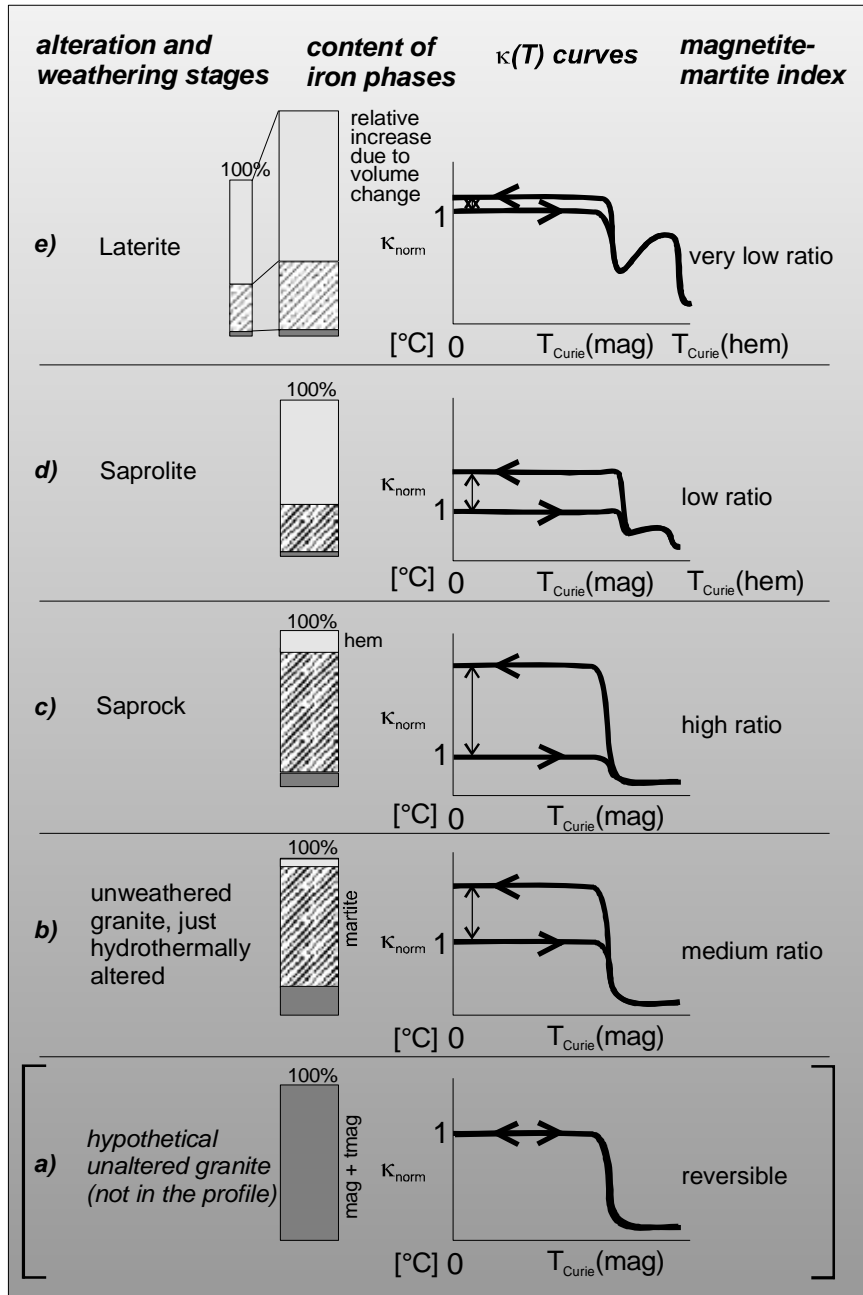 alteration and
weathering stages
content of
iron phases
κ(T) curves
magnetite-
martite index
e)
Laterite
100%
relative
increase
due to
volume
change
1
κnorm
very low ratio
[°C] 0 TCurie(mag) TCurie(hem)
d)
Saprolite
100%
κnorm
1
low ratio
[°C] 0 TCurie(mag) TCurie(hem)
c)
Saprock
100%
hem
κnorm
1
high ratio
[°C] 0 TCurie(mag)
b)
unweathered
granite, just
hydrothermally
altered
100%
martite
1
κnorm
medium ratio
[°C] 0 TCurie(mag)
a)
hypothetical
unaltered granite
(not in the profile)
100%
mag + tmag
1
κnorm
reversible
[°C] 0 TCurie(mag)